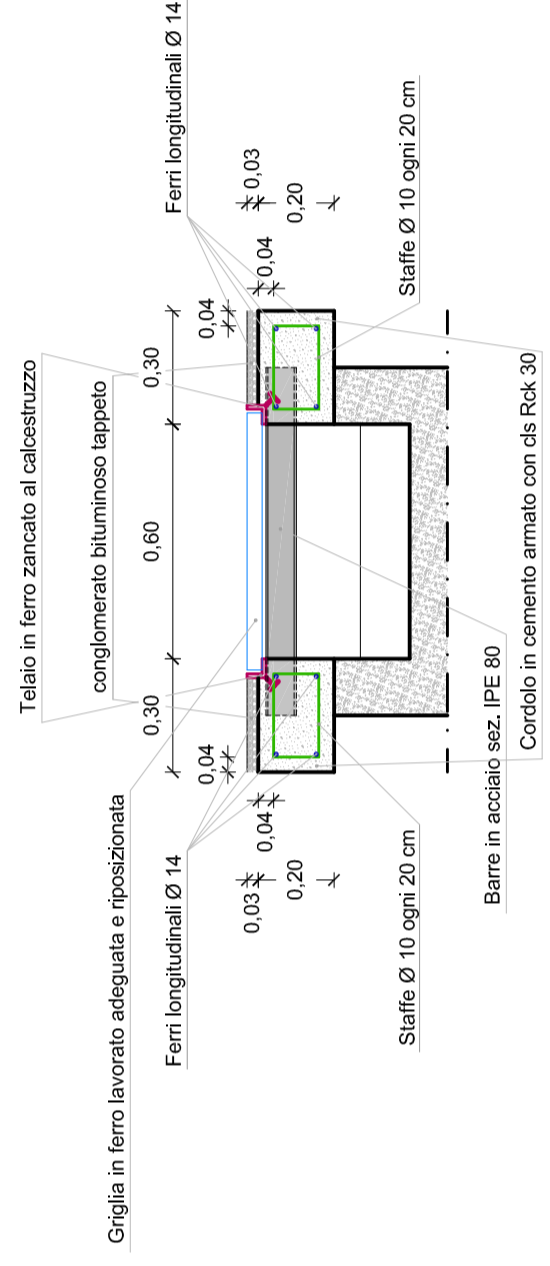 Telaio in ferro zancato al calcestruzzo
conglomerato bituminoso tappeto
Griglia in ferro lavorato adeguata e riposizionata
Ferri longitudinali Ø 14
Ferri longitudinali Ø 14
0,30
0,60
0,30
0,04
0,04
0,03
0,04
0,20
0,03
0,04
0,20
Staffe Ø 10 ogni 20 cm
Staffe Ø 10 ogni 20 cm
Barre in acciaio sez. IPE 80
Cordolo in cemento armato con cls Rck 30